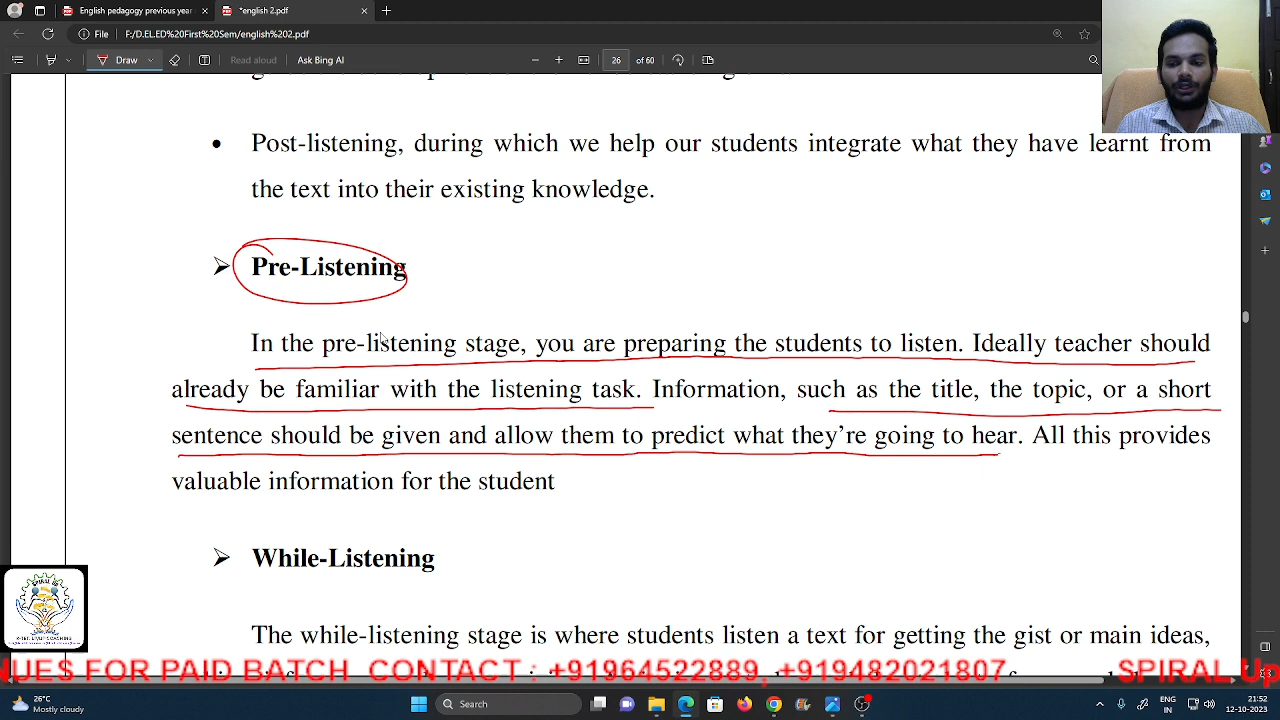 English pedagogy previous year
*english 2.pdf
File
F:/D.EL.ED%20First%20Sem/english%202.pdf
Draw
Read aloud
Ask Bing AI
26
of 60
• Post-listening, during which we help our students integrate what they have learnt from
the text into their existing knowledge.
➢ Pre-Listening
In the pre-listening stage, you are preparing the students to listen. Ideally teacher should
already be familiar with the listening task. Information, such as the title, the topic, or a short
sentence should be given and allow them to predict what they’re going to hear. All this provides
valuable information for the student
➢ While-Listening
The while-listening stage is where students listen a text for getting the gist or main ideas,
SPIRAL UP
NUES FOR PAID BATCH CONTACT : +91964522889, +919482021807 SPIRAL Up
26°C
Mostly cloudy
Search
ENG
IN
21:52
12-10-2023